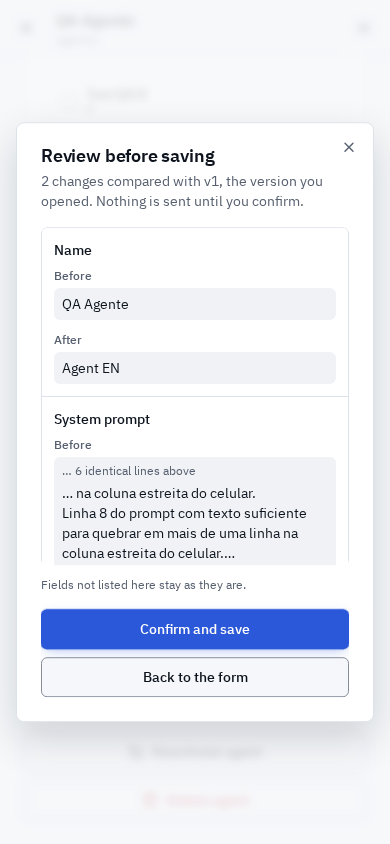 Review before saving
2 changes compared with v1, the version you
opened. Nothing is sent until you confirm.
Name
Before
QA Agente
After
Agent EN
System prompt
Before
... 6 identical lines above
... na coluna estreita do celular.
Linha 8 do prompt com texto suficiente
para quebrar em mais de uma linha na
coluna estreita do celular....
Fields not listed here stay as they are.
Confirm and save
Back to the form